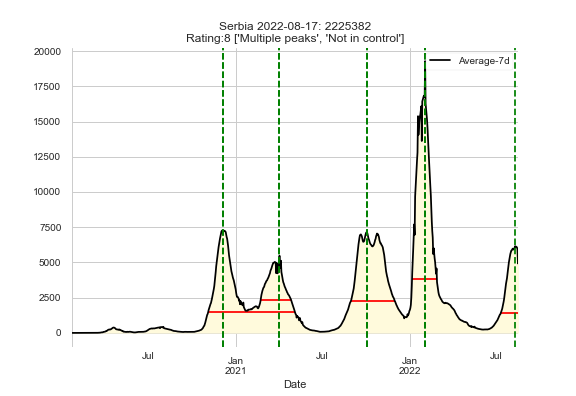 Serbia 2022-08-17: 2225382
Rating:8 ['Multiple peaks', 'Not in control']
20000
17500
15000
12500
10000
7500
5000
2500
0
Average-7d
Jul
Jan
2021
Jul
Jan
2022
Jul
Date